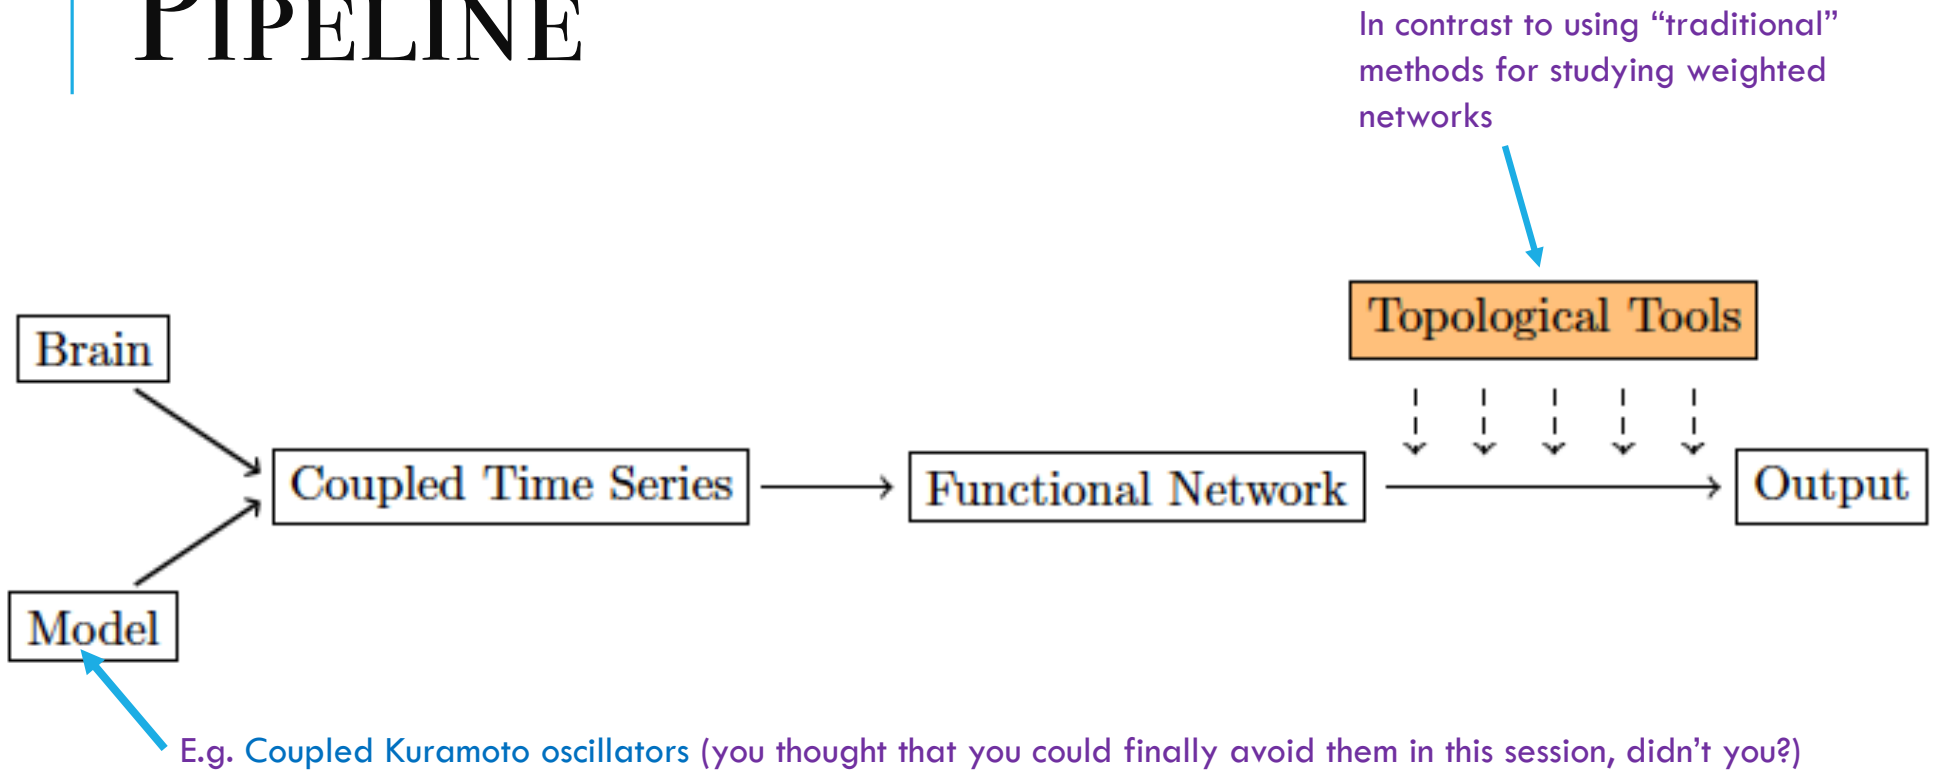 PIPELINE
In contrast to using “traditional”
methods for studying weighted
networks
Topological Tools
Brain
Coupled Time Series
Functional Network
Output
Model
E.g. Coupled Kuramoto oscillators (you thought that you could finally avoid them in this session, didn’t you?)